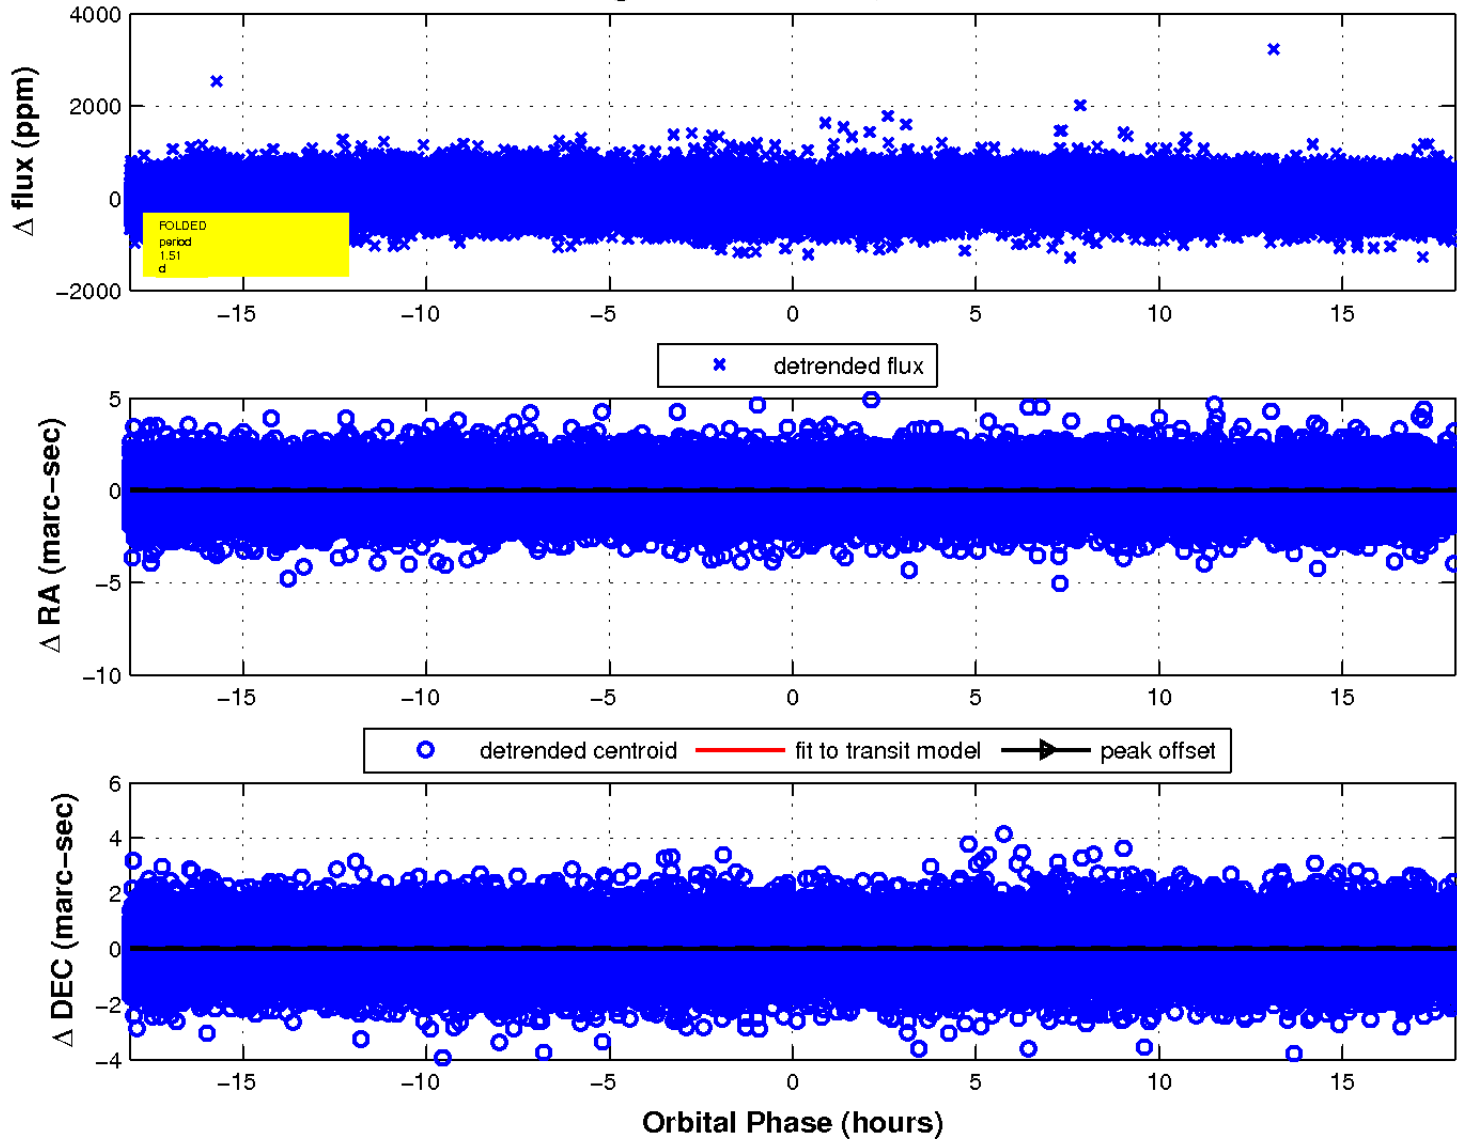 4000
2000
0
−2000
Δ flux (ppm)
FOLDED
period
1.51
d
−15 −10 −5 0 5 10 15
detrended flux
5
0
−5
−10
Δ RA (marc−sec)
−15 −10 −5 0 5 10 15
detrended centroid fit to transit model peak offset
6
4
2
0
−2
−4
Δ DEC (marc−sec)
−15 −10 −5 0 5 10 15
Orbital Phase (hours)